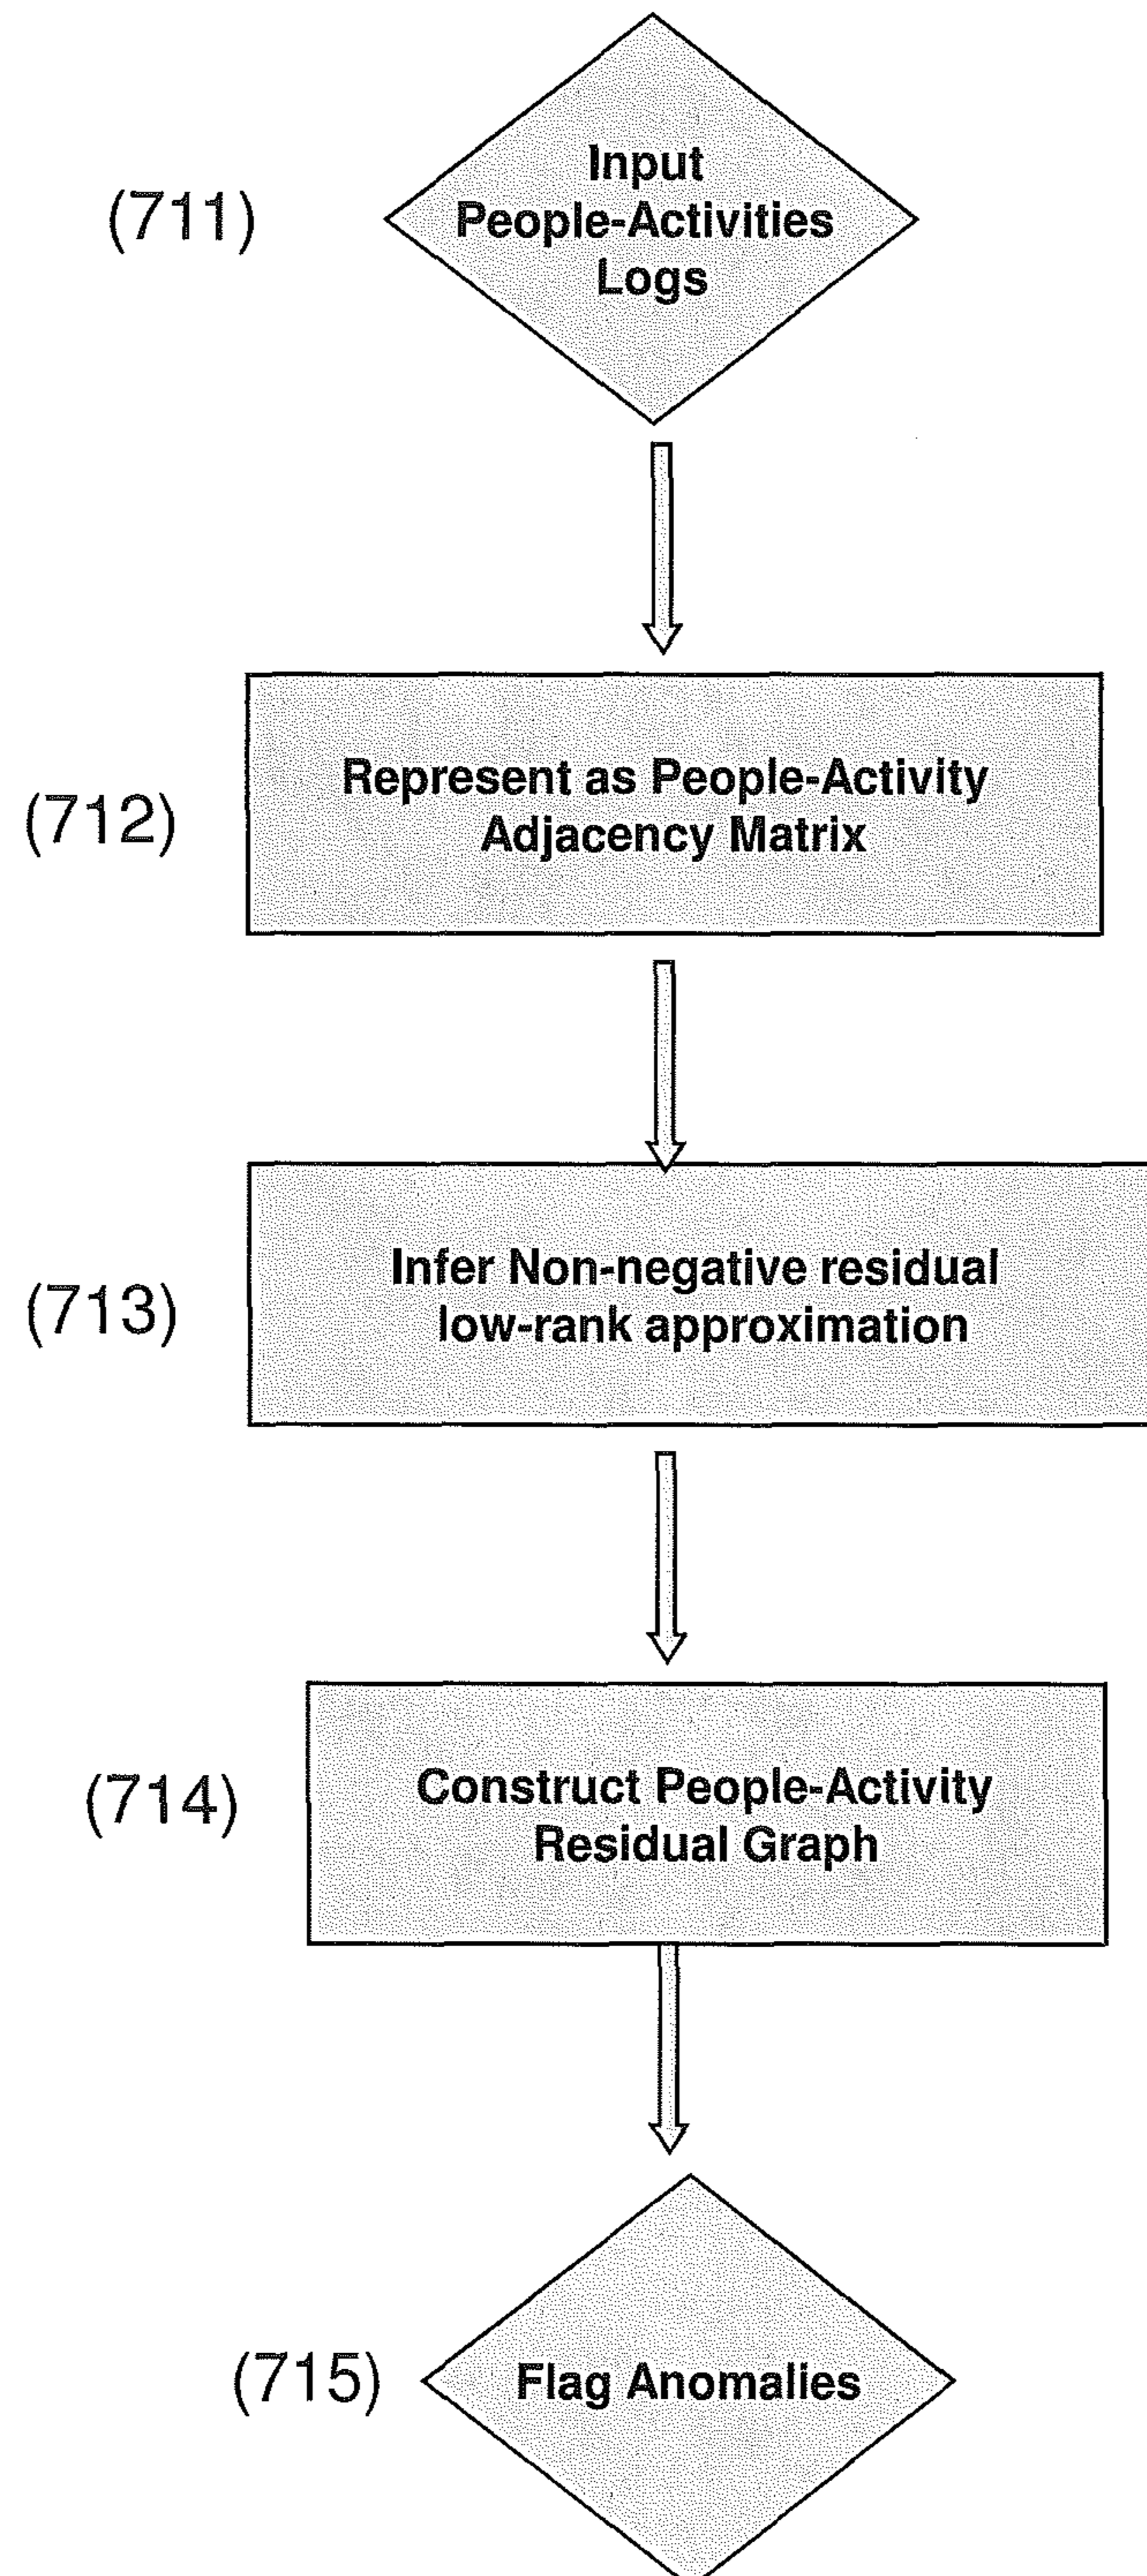 (711)
Input
People-Activities
Logs
(712)
Represent as People-Activity
Adjacency Matrix
(713)
Infer Non-negative residual
low-rank approximation
(714)
Construct People-Activity
Residual Graph
(715)
Flag Anomalies